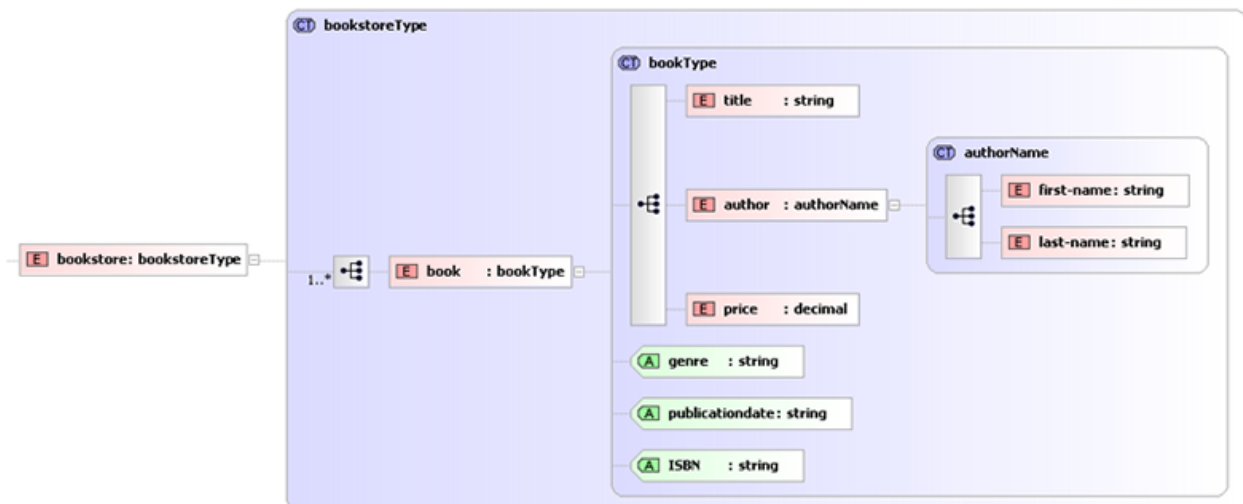 CT bookstoreType
CT bookType
E title : string
CT authorName
E first-name: string
E author : authorName
E last-name: string
E bookstore: bookstoreType
1..*
E book : bookType
E price : decimal
A genre : string
A publicationdate: string
A ISBN : string